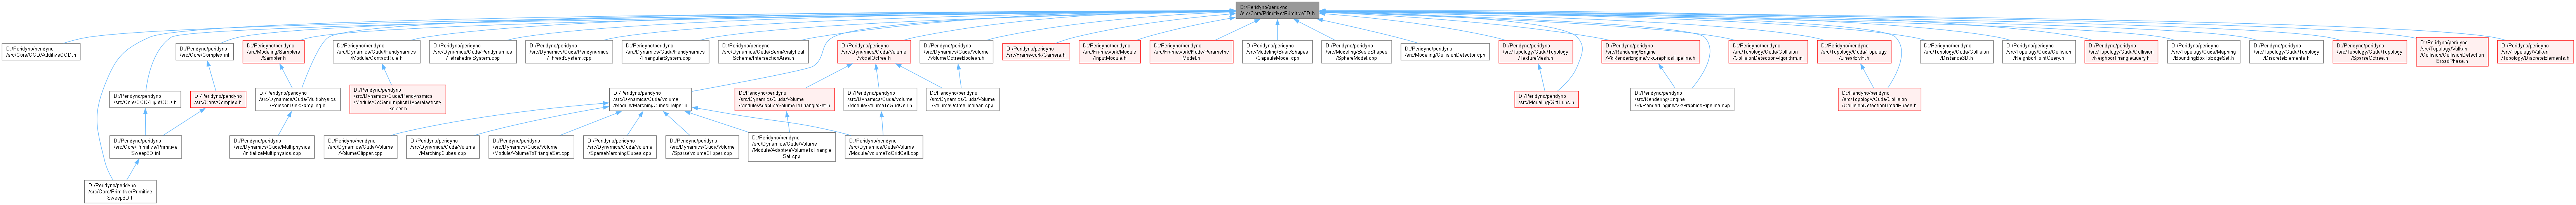 D:/Peridyno/peridyno
/src/Core/Primitive/Primitive3D.h
D:/Peridyno/peridyno
/src/Core/CCD/AdditiveCCD.h
D:/Peridyno/peridyno
/src/Core/Complex.inl
D:/Peridyno/peridyno
/src/Modeling/Samplers
/Sampler.h
D:/Peridyno/peridyno
/src/Dynamics/Cuda/Peridynamics
/Module/ContactRule.h
D:/Peridyno/peridyno
/src/Dynamics/Cuda/Peridynamics
/TetrahedralSystem.cpp
D:/Peridyno/peridyno
/src/Dynamics/Cuda/Peridynamics
/ThreadSystem.cpp
D:/Peridyno/peridyno
/src/Dynamics/Cuda/Peridynamics
/TriangularSystem.cpp
D:/Peridyno/peridyno
/src/Dynamics/Cuda/SemiAnalytical
Scheme/IntersectionArea.h
D:/Peridyno/peridyno
/src/Dynamics/Cuda/Volume
/VoxelOctree.h
D:/Peridyno/peridyno
/src/Dynamics/Cuda/Volume
/VolumeOctreeBoolean.h
D:/Peridyno/peridyno
/src/Framework/Camera.h
D:/Peridyno/peridyno
/src/Framework/Module
/InputModule.h
D:/Peridyno/peridyno
/src/Framework/Node/Parametric
Model.h
D:/Peridyno/peridyno
/src/Modeling/BasicShapes
/CapsuleModel.cpp
D:/Peridyno/peridyno
/src/Modeling/BasicShapes
/SphereModel.cpp
D:/Peridyno/peridyno
/src/Modeling/CollisionDetector.cpp
D:/Peridyno/peridyno
/src/Topology/Cuda/Topology
/TextureMesh.h
D:/Peridyno/peridyno
/src/Rendering/Engine
/VkRenderEngine/VkGraphicsPipeline.h
D:/Peridyno/peridyno
/src/Topology/Cuda/Collision
/CollisionDetectionAlgorithm.inl
D:/Peridyno/peridyno
/src/Topology/Cuda/Topology
/LinearBVH.h
D:/Peridyno/peridyno
/src/Topology/Cuda/Collision
/Distance3D.h
D:/Peridyno/peridyno
/src/Topology/Cuda/Collision
/NeighborPointQuery.h
D:/Peridyno/peridyno
/src/Topology/Cuda/Collision
/NeighborTriangleQuery.h
D:/Peridyno/peridyno
/src/Topology/Cuda/Mapping
/BoundingBoxToEdgeSet.h
D:/Peridyno/peridyno
/src/Topology/Cuda/Topology
/DiscreteElements.h
D:/Peridyno/peridyno
/src/Topology/Cuda/Topology
/SparseOctree.h
D:/Peridyno/peridyno
/src/Topology/Vulkan
/Collision/CollisionDetection
BroadPhase.h
D:/Peridyno/peridyno
/src/Topology/Vulkan
/Topology/DiscreteElements.h
D:/Peridyno/peridyno
/src/Core/CCD/TightCCD.h
D:/Peridyno/peridyno
/src/Core/Complex.h
D:/Peridyno/peridyno
/src/Dynamics/Cuda/Multiphysics
/PoissonDiskSampling.h
D:/Peridyno/peridyno
/src/Dynamics/Cuda/Peridynamics
/Module/CoSemiImplicitHyperelasticity
Solver.h
D:/Peridyno/peridyno
/src/Dynamics/Cuda/Volume
/Module/MarchingCubesHelper.h
D:/Peridyno/peridyno
/src/Dynamics/Cuda/Volume
/Module/AdaptiveVolumeToTriangleSet.h
D:/Peridyno/peridyno
/src/Dynamics/Cuda/Volume
/Module/VolumeToGridCell.h
D:/Peridyno/peridyno
/src/Dynamics/Cuda/Volume
/VolumeOctreeBoolean.cpp
D:/Peridyno/peridyno
/src/Modeling/GltfFunc.h
D:/Peridyno/peridyno
/src/Rendering/Engine
/VkRenderEngine/VkGraphicsPipeline.cpp
D:/Peridyno/peridyno
/src/Topology/Cuda/Collision
/CollisionDetectionBroadPhase.h
D:/Peridyno/peridyno
/src/Core/Primitive/Primitive
Sweep3D.inl
D:/Peridyno/peridyno
/src/Dynamics/Cuda/Multiphysics
/initializeMultiphysics.cpp
D:/Peridyno/peridyno
/src/Dynamics/Cuda/Volume
/VolumeClipper.cpp
D:/Peridyno/peridyno
/src/Dynamics/Cuda/Volume
/MarchingCubes.cpp
D:/Peridyno/peridyno
/src/Dynamics/Cuda/Volume
/Module/VolumeToTriangleSet.cpp
D:/Peridyno/peridyno
/src/Dynamics/Cuda/Volume
/SparseMarchingCubes.cpp
D:/Peridyno/peridyno
/src/Dynamics/Cuda/Volume
/SparseVolumeClipper.cpp
D:/Peridyno/peridyno
/src/Dynamics/Cuda/Volume
/Module/AdaptiveVolumeToTriangle
Set.cpp
D:/Peridyno/peridyno
/src/Dynamics/Cuda/Volume
/Module/VolumeToGridCell.cpp
D:/Peridyno/peridyno
/src/Core/Primitive/Primitive
Sweep3D.h